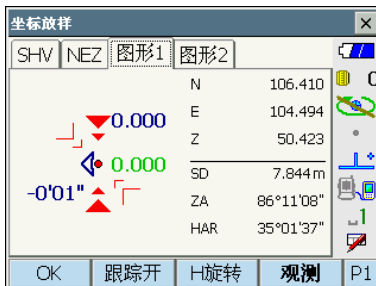 坐标放样
SHV NEZ 图形1 图形2
N 106.410
E 104.494
Z 50.423
SD 7.844 m
ZA 86°11'08"
HAR 35°01'37"
0.000
0.000
-0'01"
1
OK 跟踪开 H旋转 观测 P1